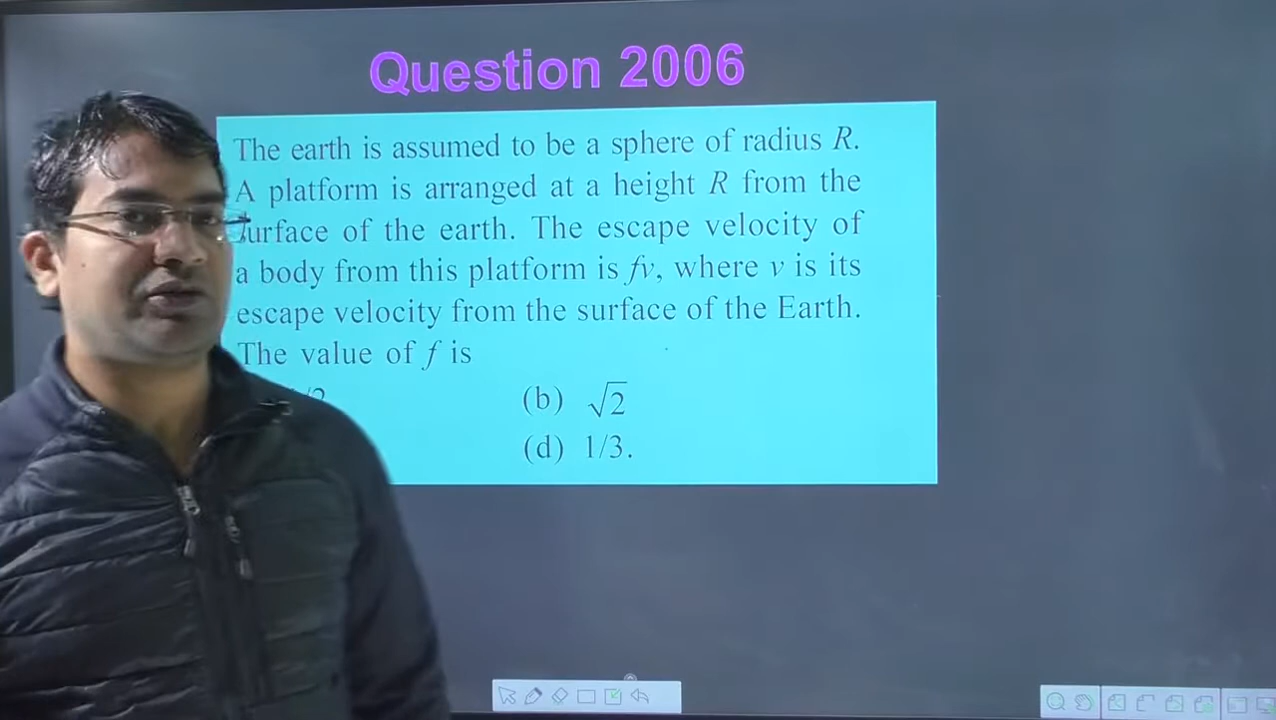 Question 2006
The earth is assumed to be a sphere of radius R.
A platform is arranged at a height R from the
surface of the earth. The escape velocity of
a body from this platform is fv, where v is its
escape velocity from the surface of the Earth.
The value of f is
(b) √2
(d) 1/3.